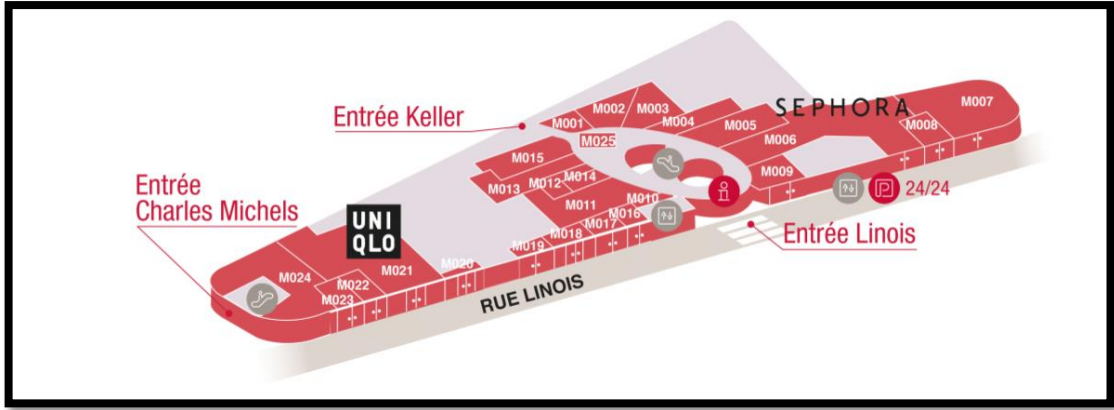 SEPHORA
M007
M002
M003
M008
Entrée Keller
M001
M004
M005
M025
M006
M015
M014
M009
M013
M012
24/24
Entrée
Charles Michels
M011
M010
M016
UNI
QLO
M017
M018
Entrée Linois
M019
M020
M021
M024
M022
M023
RUE LINOIS
P
i